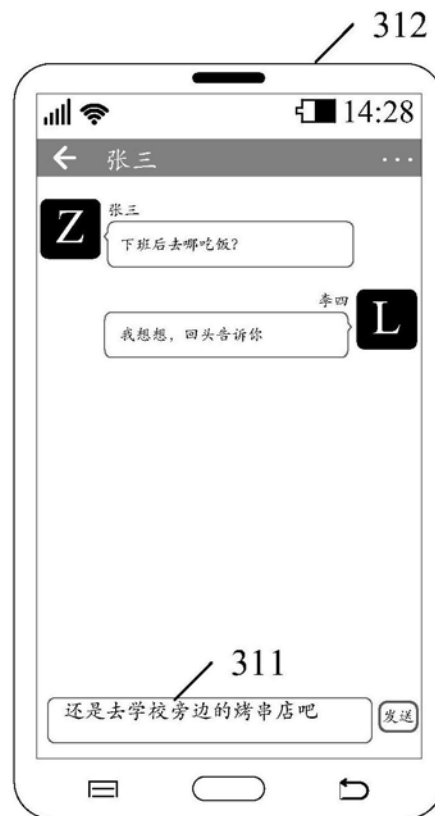 312
14:28
张三
...
Z
张三
下班后去哪吃饭?
李四
L
我想想，回头告诉你
311
还是去学校旁边的烤串店吧
发送